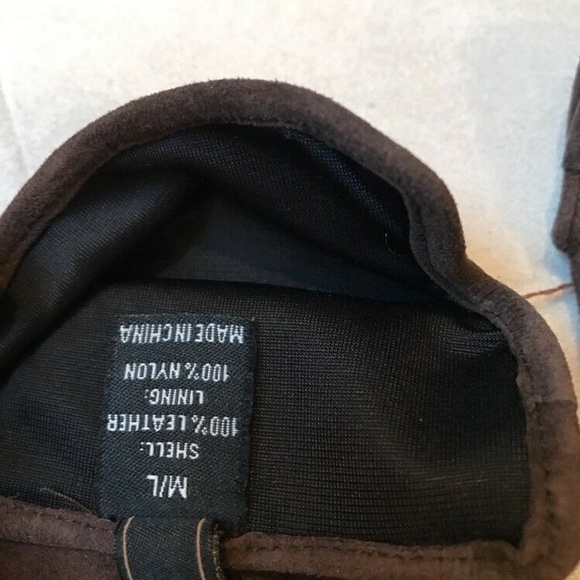 M/L
SHELL:
100% LEATHER
LINING:
100% NYLON
MADE IN CHINA